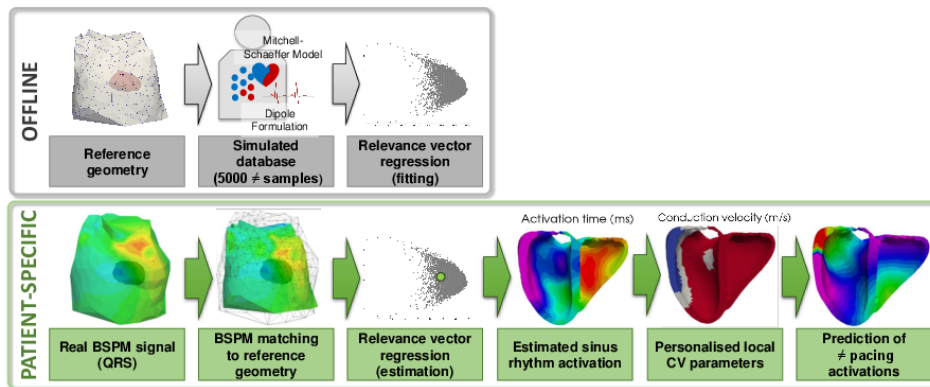 OFFLINE
Mitchell-
Schaeffer Model
Dipole
Formulation
Reference
geometry
Simulated
database
(5000 ≠ samples)
Relevance vector
regression
(fitting)
PATIENT-SPECIFIC
Activation time (ms)
Conduction velocity (m/s)
Real BSPM signal
(QRS)
BSPM matching
to reference
geometry
Relevance vector
regression
(estimation)
Estimated sinus
rhythm activation
Personalised local
CV parameters
Prediction of
≠ pacing
activations